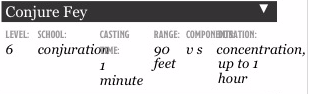 Conjure Fey ▼
LEVEL: SCHOOL: CASTING TIME: RANGE: COMPONENTS: DURATION:
6 conjuration 1 minute 90 feet v s concentration, up to 1 hour